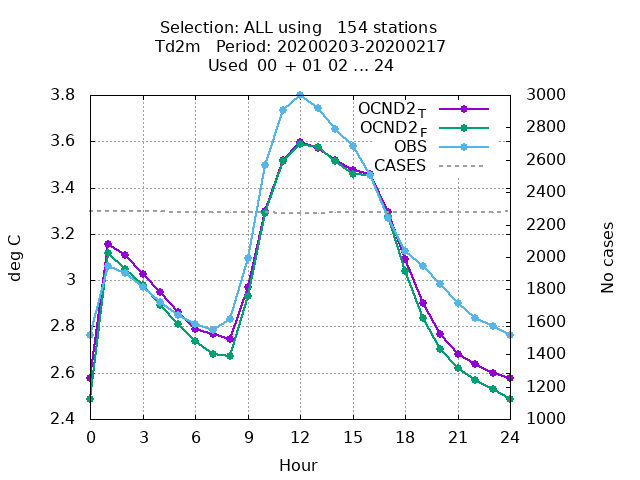 Selection: ALL using   154 stations
Td2m   Period: 20200203-20200217
Used  00 + 01 02 ... 24
OCND2_T
OCND2_F
OBS
CASES
deg C
3.8
3.6
3.4
3.2
3
2.8
2.6
2.4
No cases
3000
2800
2600
2400
2200
2000
1800
1600
1400
1200
1000
0 3 6 9 12 15 18 21 24
Hour